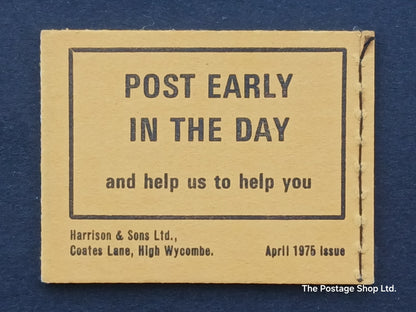 POST EARLY
IN THE DAY
and help us to help you
Harrison & Sons Ltd.,
Coates Lane, High Wycombe. April 1975 Issue
The Postage Shop Ltd.